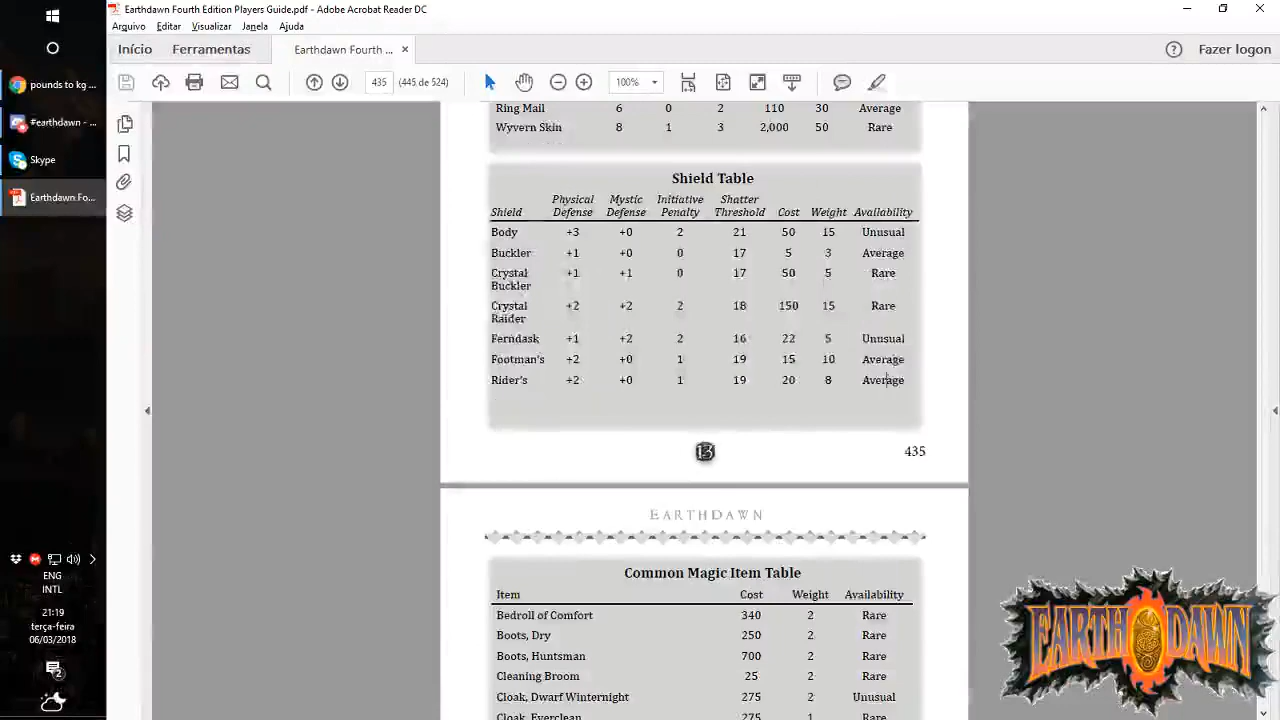 Earthdawn Fourth Edition Players Guide.pdf - Adobe Acrobat Reader DC
Arquivo Editar Visualizar Janela Ajuda
Início Ferramentas Earthdawn Fourth ... × Fazer logon
435 (445 de 524) 100%
pounds to kg ...
#earthdawn - ...
Skype
Earthdawn Fo...
Ring Mail 6 0 2 110 30 Average
Wyvern Skin 8 1 3 2,000 50 Rare
Shield Table
Physical Mystic Initiative Shatter
Shield Defense Defense Penalty Threshold Cost Weight Availability
Body +3 +0 2 21 50 15 Unusual
Buckler +1 +0 0 17 5 3 Average
Crystal +1 +1 0 17 50 5 Rare
Buckler
Crystal +2 +2 2 18 150 15 Rare
Raider
Ferndask +1 +2 2 16 22 5 Unusual
Footman's +2 +0 1 19 15 10 Average
Rider's +2 +0 1 19 20 8 Average
13 435
EARTHDAWN
Common Magic Item Table
Item Cost Weight Availability
Bedroll of Comfort 340 2 Rare
Boots, Dry 250 2 Rare
Boots, Huntsman 700 2 Rare
Cleaning Broom 25 2 Rare
Cloak, Dwarf Winternight 275 2 Unusual
Cloak, Everclean 275 1 Rare
ENG
INTL
21:19
terça-feira
06/03/2018
2
EARTHDAWN